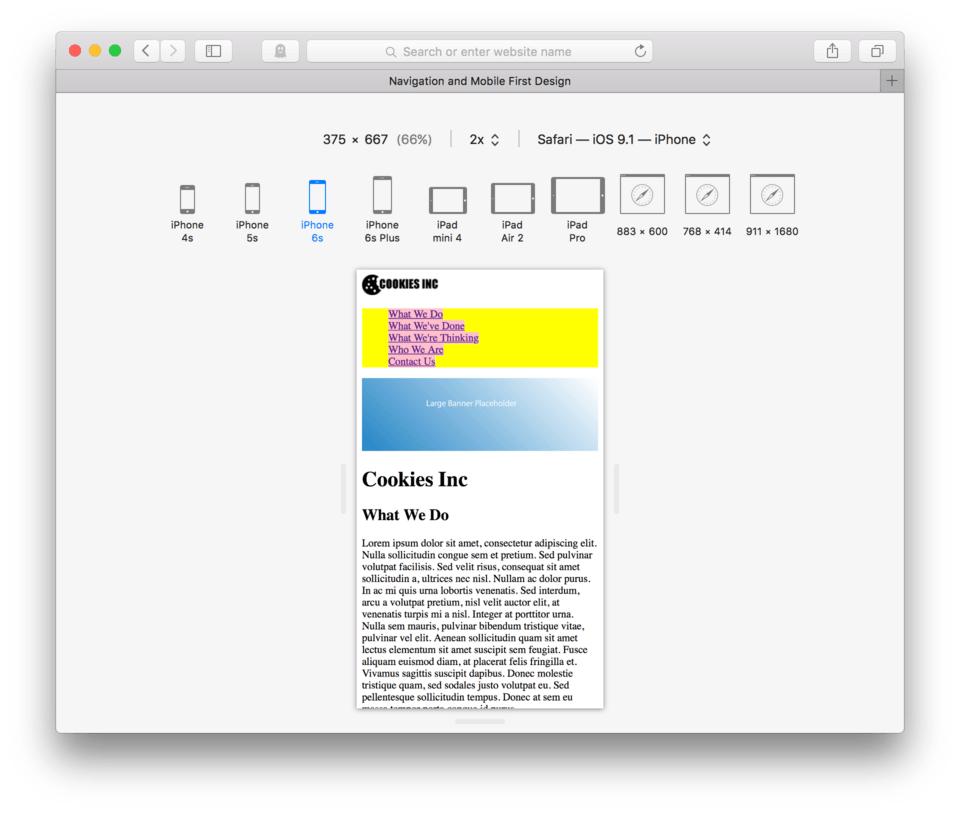 Search or enter website name
Navigation and Mobile First Design
375 × 667 (66%) 2x Safari — iOS 9.1 — iPhone
iPhone 4s
iPhone 5s
iPhone 6s
iPhone 6s Plus
iPad mini 4
iPad Air 2
iPad Pro
883 × 600
768 × 414
911 × 1680
COOKIES INC
What We Do
What We've Done
What We're Thinking
Who We Are
Contact Us
Large Banner Placeholder
Cookies Inc
What We Do
Lorem ipsum dolor sit amet, consectetur adipiscing elit.
Nulla sollicitudin congue sem et pretium. Sed pulvinar
volutpat facilisis. Sed velit risus, consequat sit amet
sollicitudin a, ultrices nec nisl. Nullam ac dolor purus.
In ac mi quis urna lobortis venenatis. Sed interdum,
arcu a volutpat pretium, nisl velit auctor elit, at
venenatis turpis mi a nisl. Integer at porttitor urna.
Nulla sem mauris, pulvinar bibendum tristique vitae,
pulvinar vel elit. Aenean sollicitudin quam sit amet
lectus elementum sit amet suscipit sem feugiat. Fusce
aliquam euismod diam, at placerat felis fringilla et.
Vivamus sagittis suscipit dapibus. Donec molestie
tristique quam, sed sodales justo volutpat eu. Sed
pellentesque sollicitudin tempus. Donec at sem eu